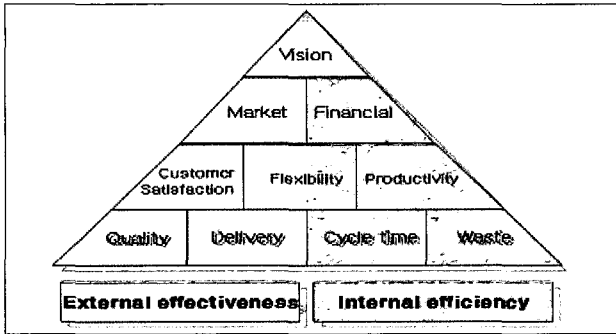 Vision
Market Financial
Customer
Satisfaction Flexibility Productivity
Quality Delivery Cycle time Waste
External effectiveness Internal efficiency